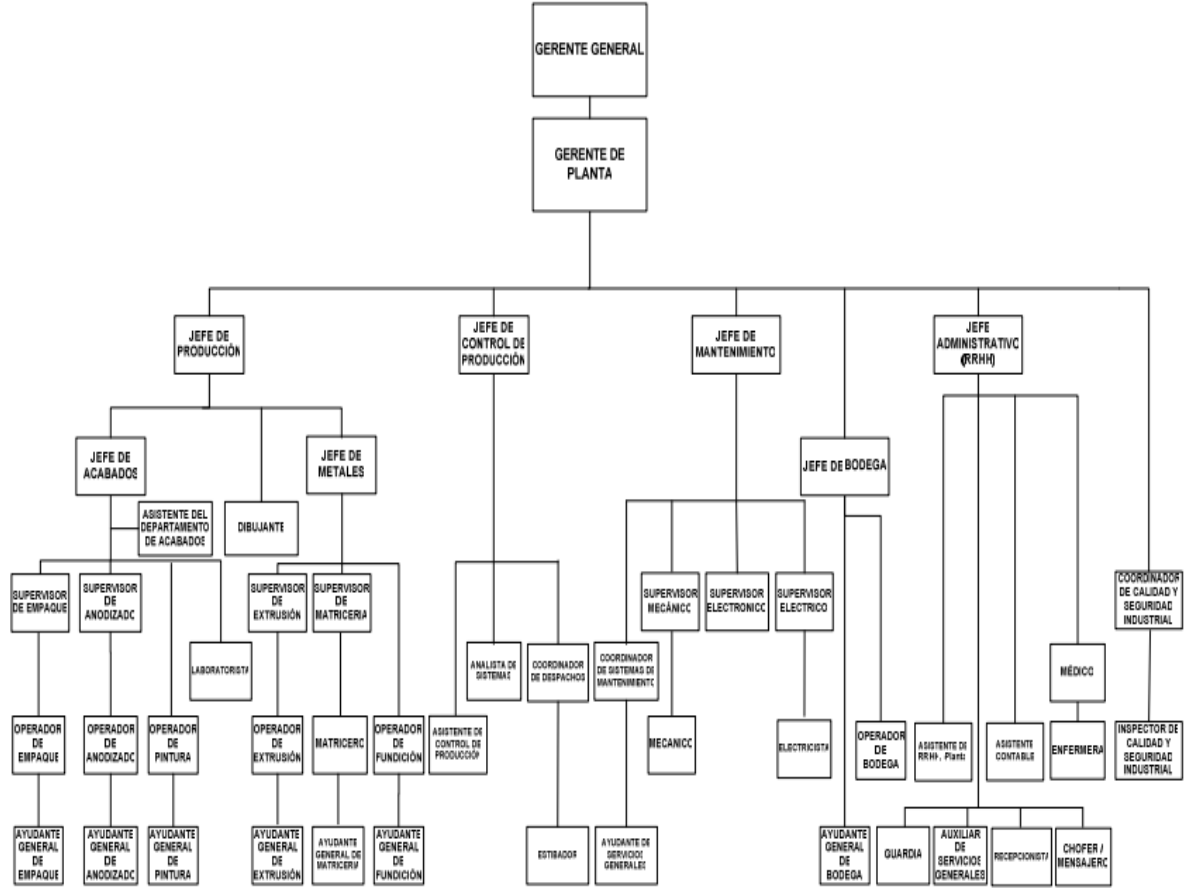 GERENTE GENERAL
GERENTE DE
PLANTA
JEFE DE
PRODUCCIÓN
JEFE DE
CONTROL DE
PRODUCCIÓN
JEFE DE
MANTENIMIENTO
JEFE
ADMINISTRATIVO
(RRHH)
JEFE DE
ACABADOS
JEFE DE
METALES
JEFE DE BODEGA
ASISTENTE DEL
DEPARTAMENTO
DE ACABADOS
DIBUJANTE
SUPERVISOR
DE EMPAQUE
SUPERVISOR
DE
ANODIZADO
SUPERVISOR
DE
EXTRUSIÓN
SUPERVISOR
DE
MATRICERIA
SUPERVISOR
MECÁNICO
SUPERVISOR
ELECTRONICO
SUPERVISOR
ELECTRICO
COORDINADOR
DE CALIDAD Y
SEGURIDAD
INDUSTRIAL
LABORATORISTA
ANALISTA DE
SISTEMAS
COORDINADOR
DE DESPACHOS
COORDINADOR
DE SISTEMAS DE
MANTENIMIENTO
MÉDICO
OPERADOR
DE
EMPAQUE
OPERADOR
DE
ANODIZADO
OPERADOR
DE
PINTURA
OPERADOR
DE
EXTRUSIÓN
MATRICERO
OPERADOR
DE
FUNDICIÓN
ASISTENTE DE
CONTROL DE
PRODUCCIÓN
MECANICO
ELECTRICISTA
OPERADOR
DE
BODEGA
ASISTENTE DE
RRHH, Planta
ASISTENTE
CONTABLE
ENFERMERA
INSPECTOR DE
CALIDAD Y
SEGURIDAD
INDUSTRIAL
AYUDANTE
GENERAL
DE
EMPAQUE
AYUDANTE
GENERAL
DE
ANODIZADO
AYUDANTE
GENERAL
DE
PINTURA
AYUDANTE
GENERAL
DE
EXTRUSIÓN
AYUDANTE
GENERAL DE
MATRICERIA
AYUDANTE
GENERAL
DE
FUNDICIÓN
ESTIBADOR
AYUDANTE DE
SERVICIOS
GENERALES
AYUDANTE
GENERAL
DE
BODEGA
GUARDIA
AUXILIAR
DE
SERVICIOS
GENERALES
RECEPCIONISTA
CHOFER /
MENSAJERO